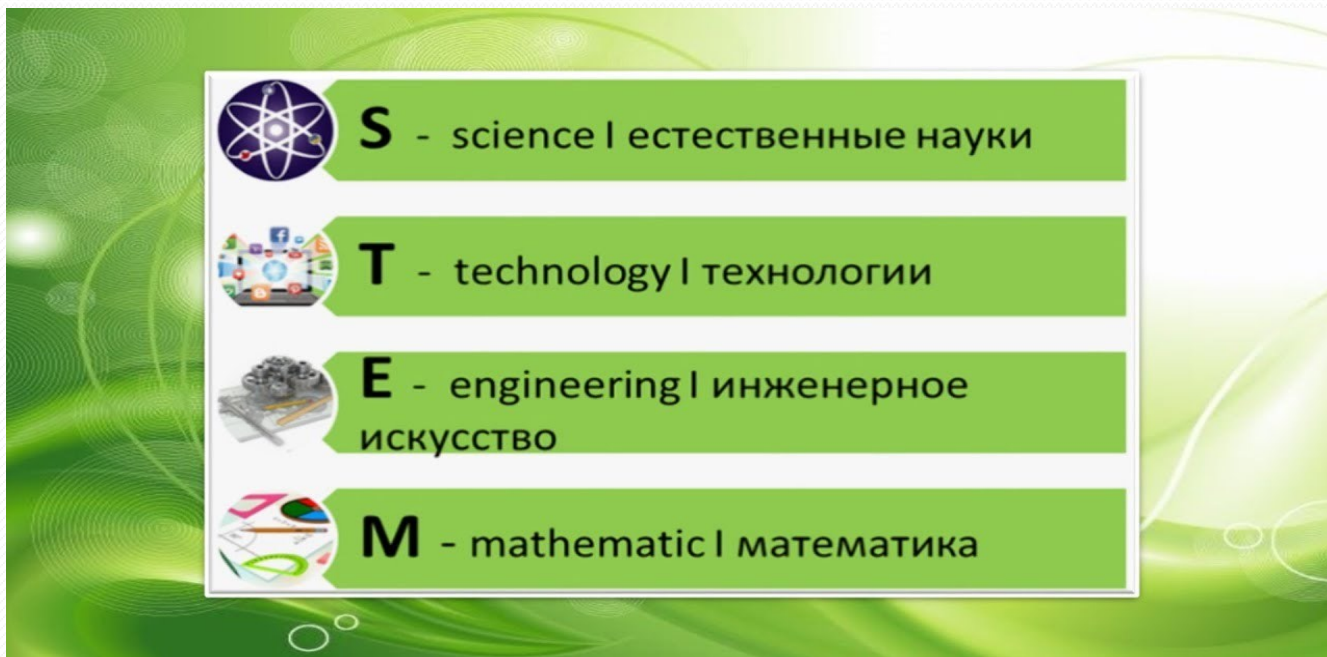 S - science I естественные науки
T - technology I технологии
E - engineering I инженерное
искусство
M - mathematic I математика